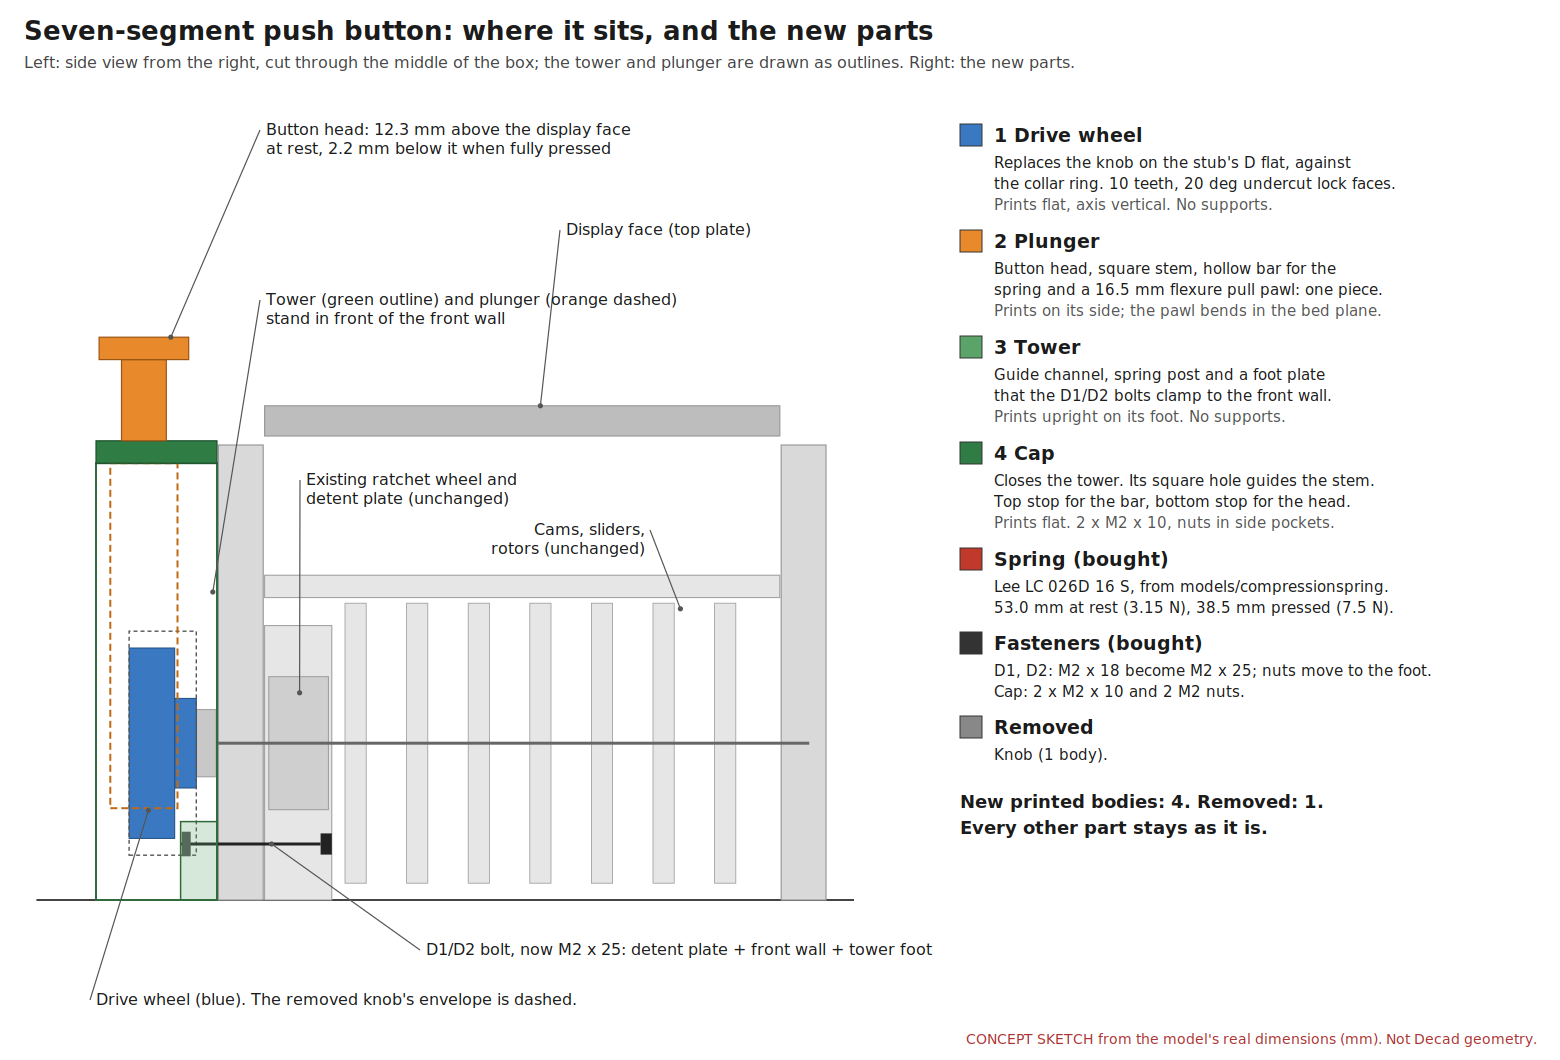 Seven-segment push button: where it sits, and the new parts
Left: side view from the right, cut through the middle of the box; the tower and plunger are drawn as outlines. Right: the new parts.
Button head: 12.3 mm above the display face
at rest, 2.2 mm below it when fully pressed
Display face (top plate)
Tower (green outline) and plunger (orange dashed)
stand in front of the front wall
Existing ratchet wheel and
detent plate (unchanged)
Cams, sliders,
rotors (unchanged)
D1/D2 bolt, now M2 x 25: detent plate + front wall + tower foot
Drive wheel (blue). The removed knob's envelope is dashed.
1 Drive wheel
Replaces the knob on the stub's D flat, against
the collar ring. 10 teeth, 20 deg undercut lock faces.
Prints flat, axis vertical. No supports.
2 Plunger
Button head, square stem, hollow bar for the
spring and a 16.5 mm flexure pull pawl: one piece.
Prints on its side; the pawl bends in the bed plane.
3 Tower
Guide channel, spring post and a foot plate
that the D1/D2 bolts clamp to the front wall.
Prints upright on its foot. No supports.
4 Cap
Closes the tower. Its square hole guides the stem.
Top stop for the bar, bottom stop for the head.
Prints flat. 2 x M2 x 10, nuts in side pockets.
Spring (bought)
Lee LC 026D 16 S, from models/compressionspring.
53.0 mm at rest (3.15 N), 38.5 mm pressed (7.5 N).
Fasteners (bought)
D1, D2: M2 x 18 become M2 x 25; nuts move to the foot.
Cap: 2 x M2 x 10 and 2 M2 nuts.
Removed
Knob (1 body).
New printed bodies: 4. Removed: 1.
Every other part stays as it is.
CONCEPT SKETCH from the model's real dimensions (mm). Not Decad geometry.